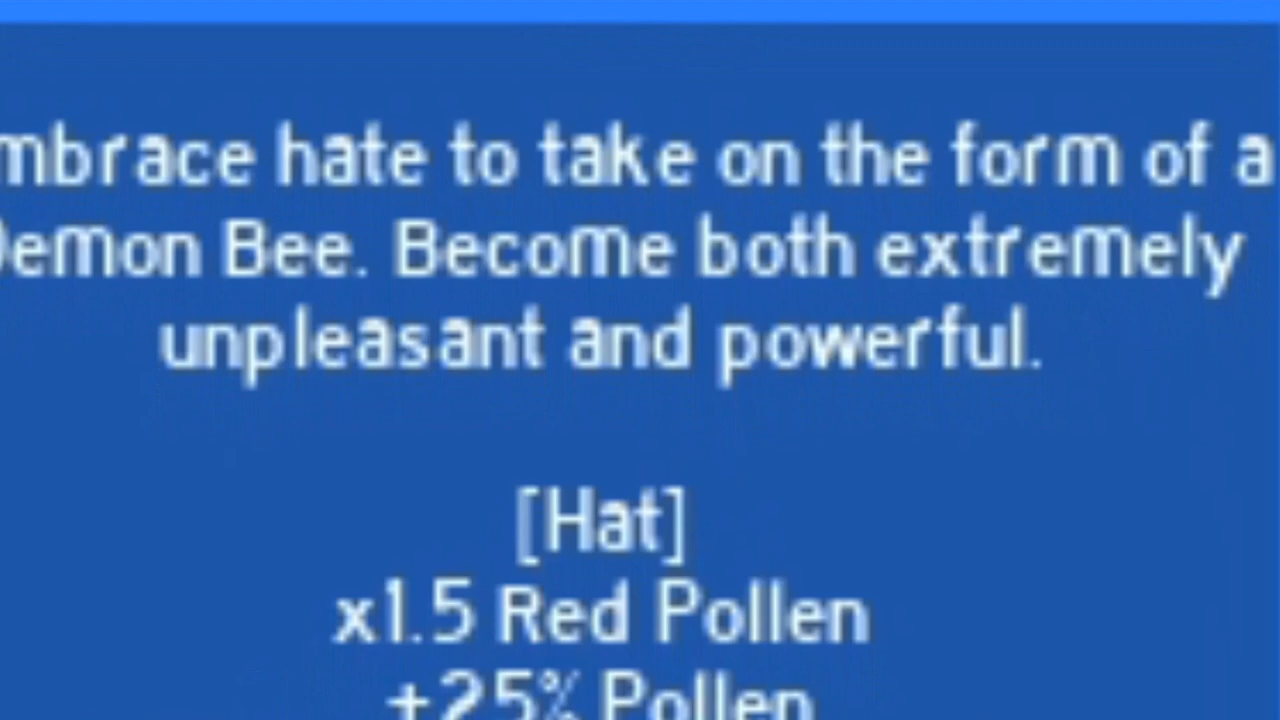 mbrace hate to take on the form of a
Demon Bee. Become both extremely
unpleasant and powerful.
[Hat]
x1.5 Red Pollen
+25% Pollen